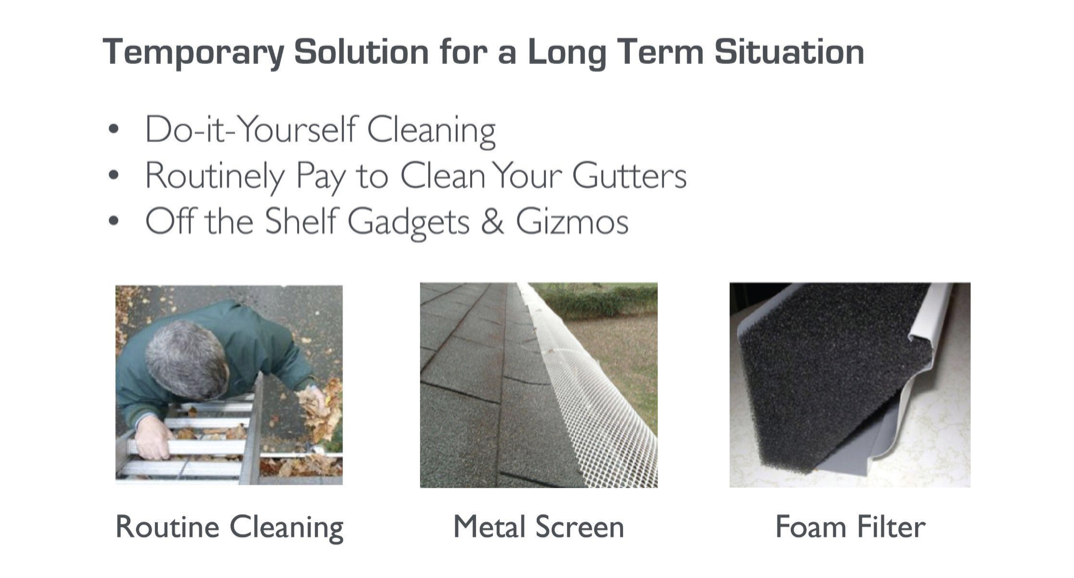 Temporary Solution for a Long Term Situation
• Do-it-Yourself Cleaning
• Routinely Pay to Clean Your Gutters
• Off the Shelf Gadgets & Gizmos
Routine Cleaning
Metal Screen
Foam Filter